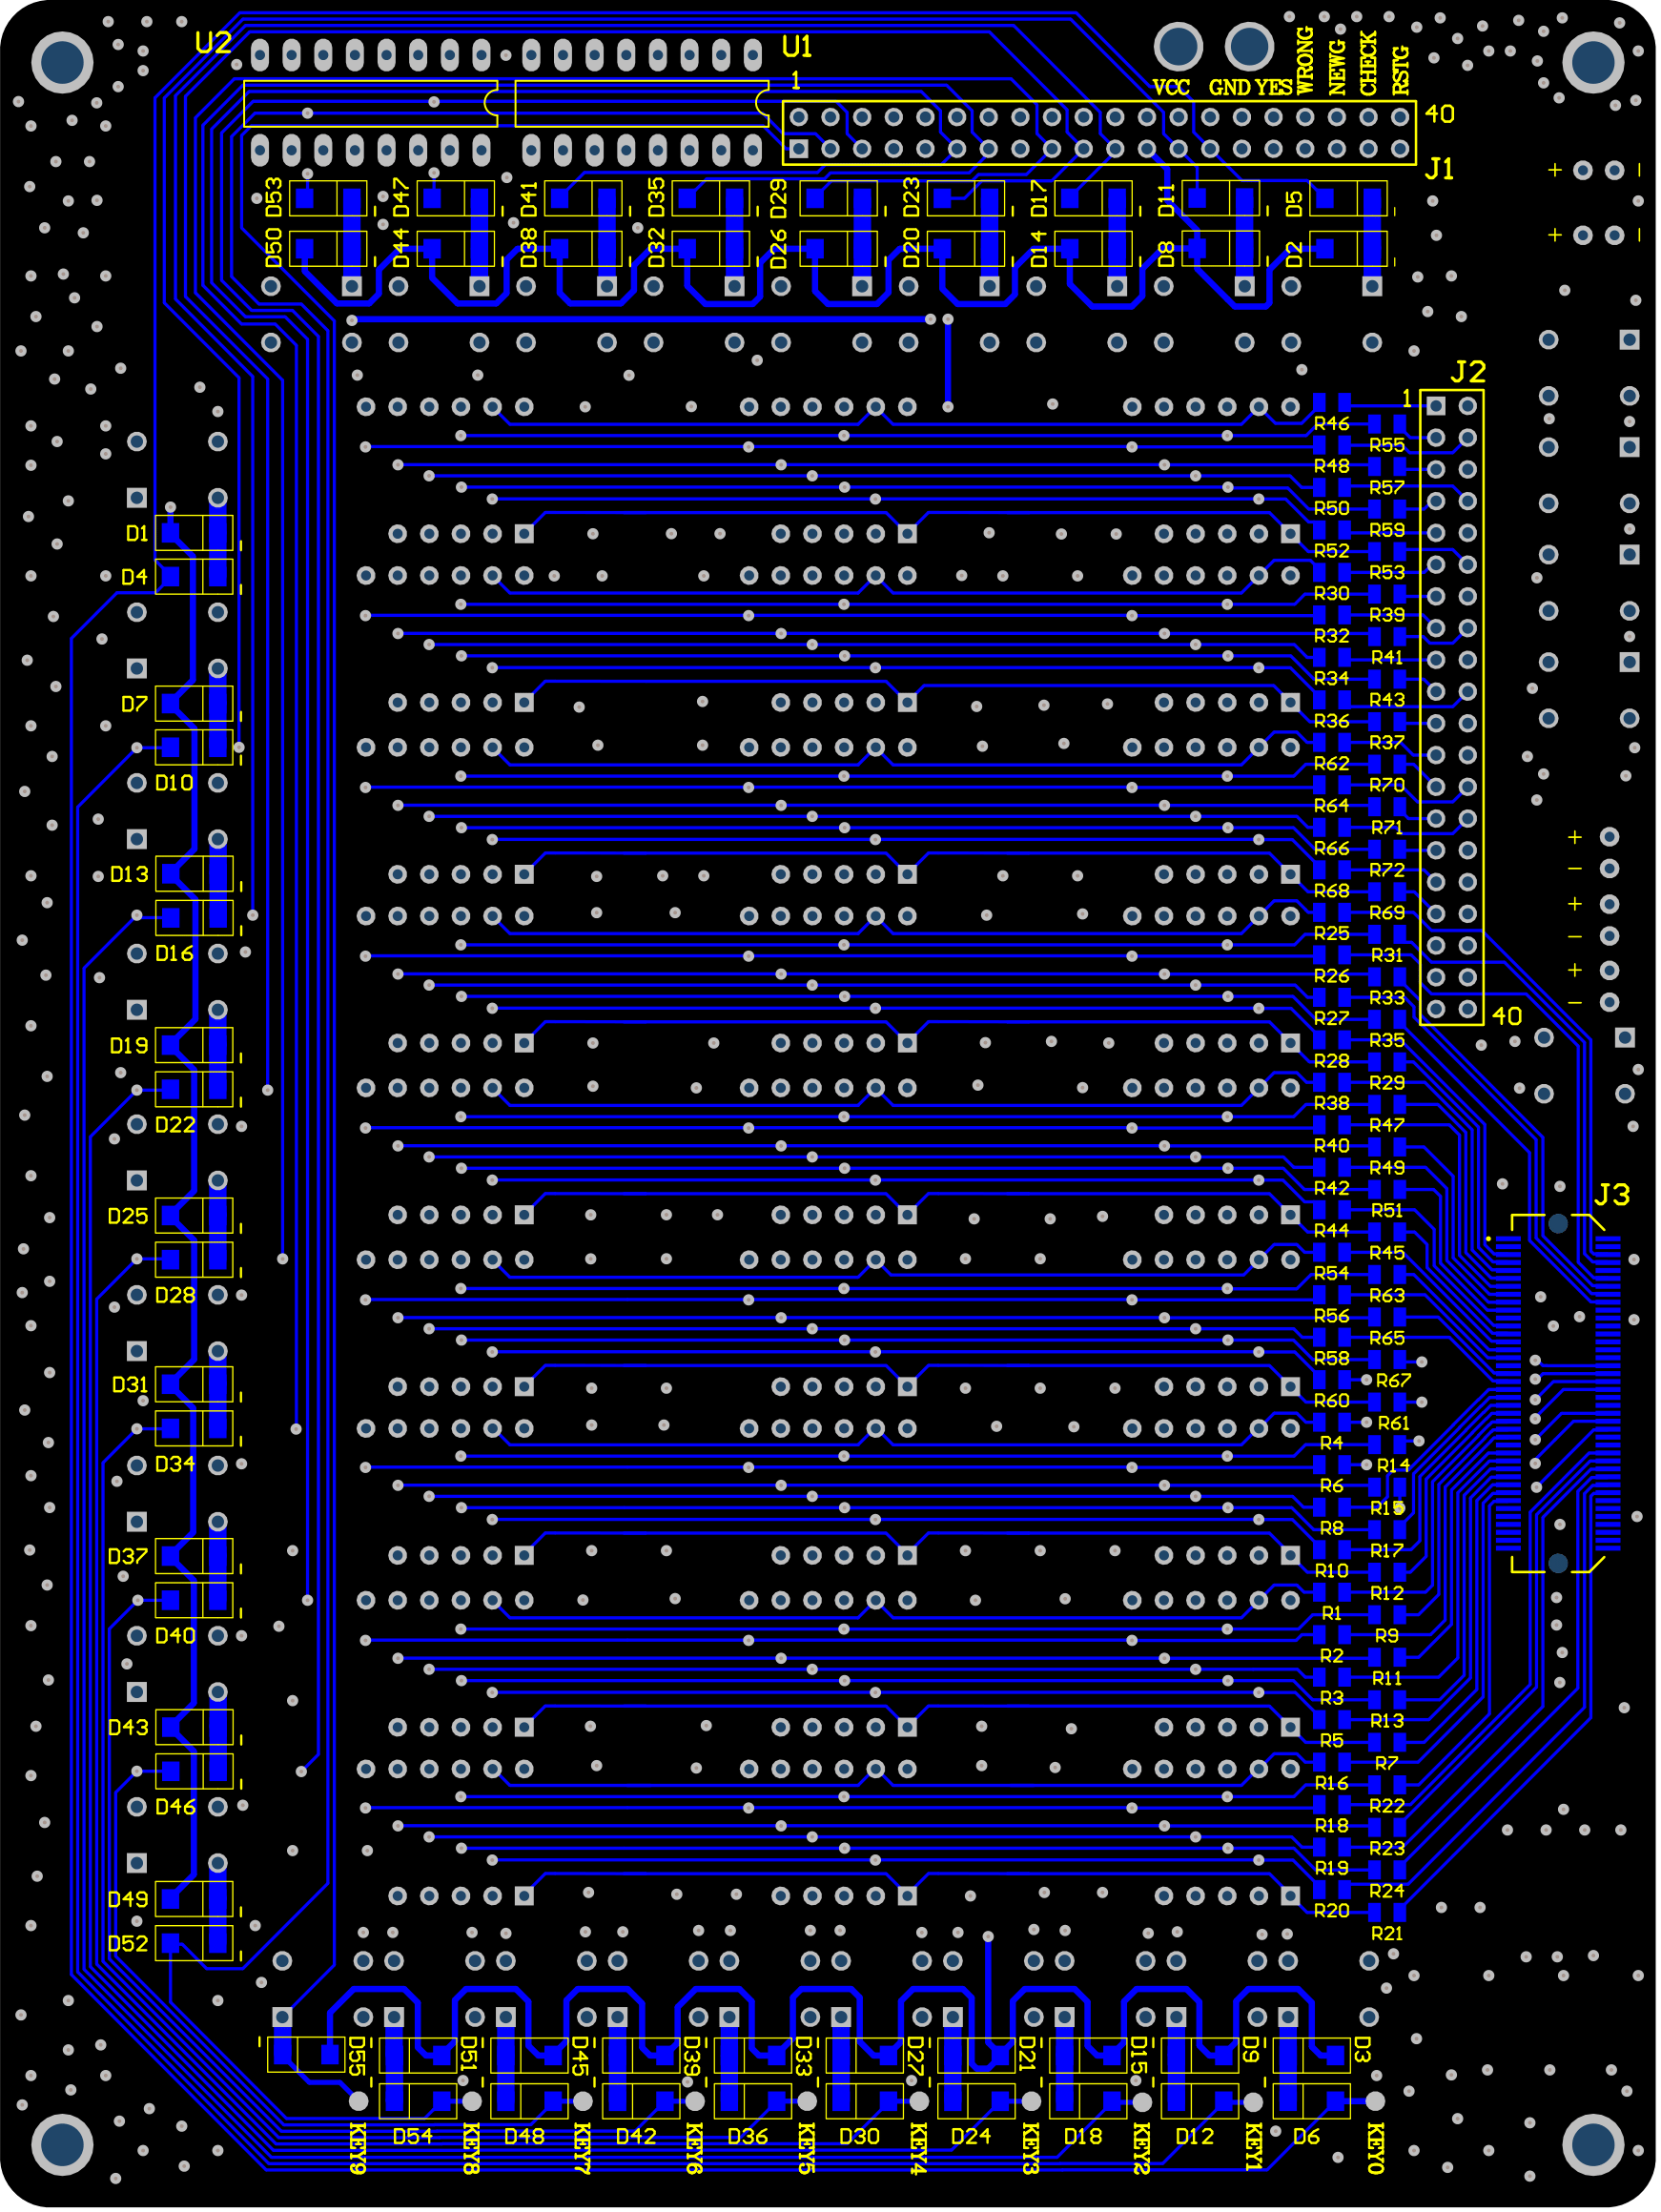 U2
U1
1
VCC
GND
YES
WRONG
NEWG
CHECK
RSTG
40
J1
+ −
+ −
D53
D47
D41
D35
D29
D23
D17
D11
D5
D50
D44
D38
D32
D26
D20
D14
D8
D2
J2
1
R46
R55
R48
R57
R50
R59
R52
R53
R30
R39
R32
R41
R34
R43
R36
R37
R62
R70
R64
R71
R66
R72
R68
R69
R25
R31
R26
R33
R27
R35
R28
R29
R38
R47
R40
R49
R42
R51
R44
R45
R54
R63
R56
R65
R58
R67
R60
R61
R4
R14
R6
R15
R8
R17
R10
R12
R1
R9
R2
R11
R3
R13
R5
R7
R16
R22
R18
R23
R19
R24
R20
R21
+
−
+
−
+
−
40
J3
D1
D4
D7
D10
D13
D16
D19
D22
D25
D28
D31
D34
D37
D40
D43
D46
D49
D52
D55
D51
D45
D39
D33
D27
D21
D15
D9
D3
KEY9
D54
KEY8
D48
KEY7
D42
KEY6
D36
KEY5
D30
KEY4
D24
KEY3
D18
KEY2
D12
KEY1
D6
KEY0